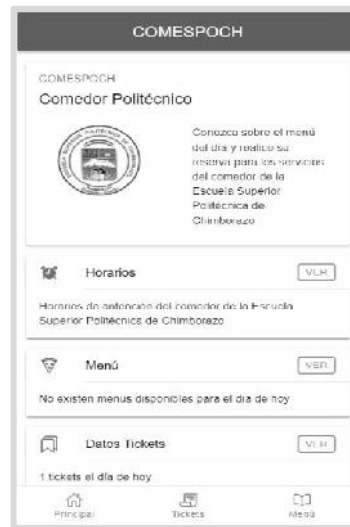 COMESPOCH
COMESPOCH
Comedor Politécnico
Conozca sobre el menú
del día y realice su
reserva para los servicios
del comedor de la
Escuela Superior
Politécnica de
Chimborazo
Horarios
VER
Horarios de antención del comedor de la Escuela
Superior Politécnica de Chimborazo
Menú
VER
No existen menus disponibles para el día de hoy
Datos Tickets
VER
1 tickets el día de hoy
Principal
Tickets
Menú